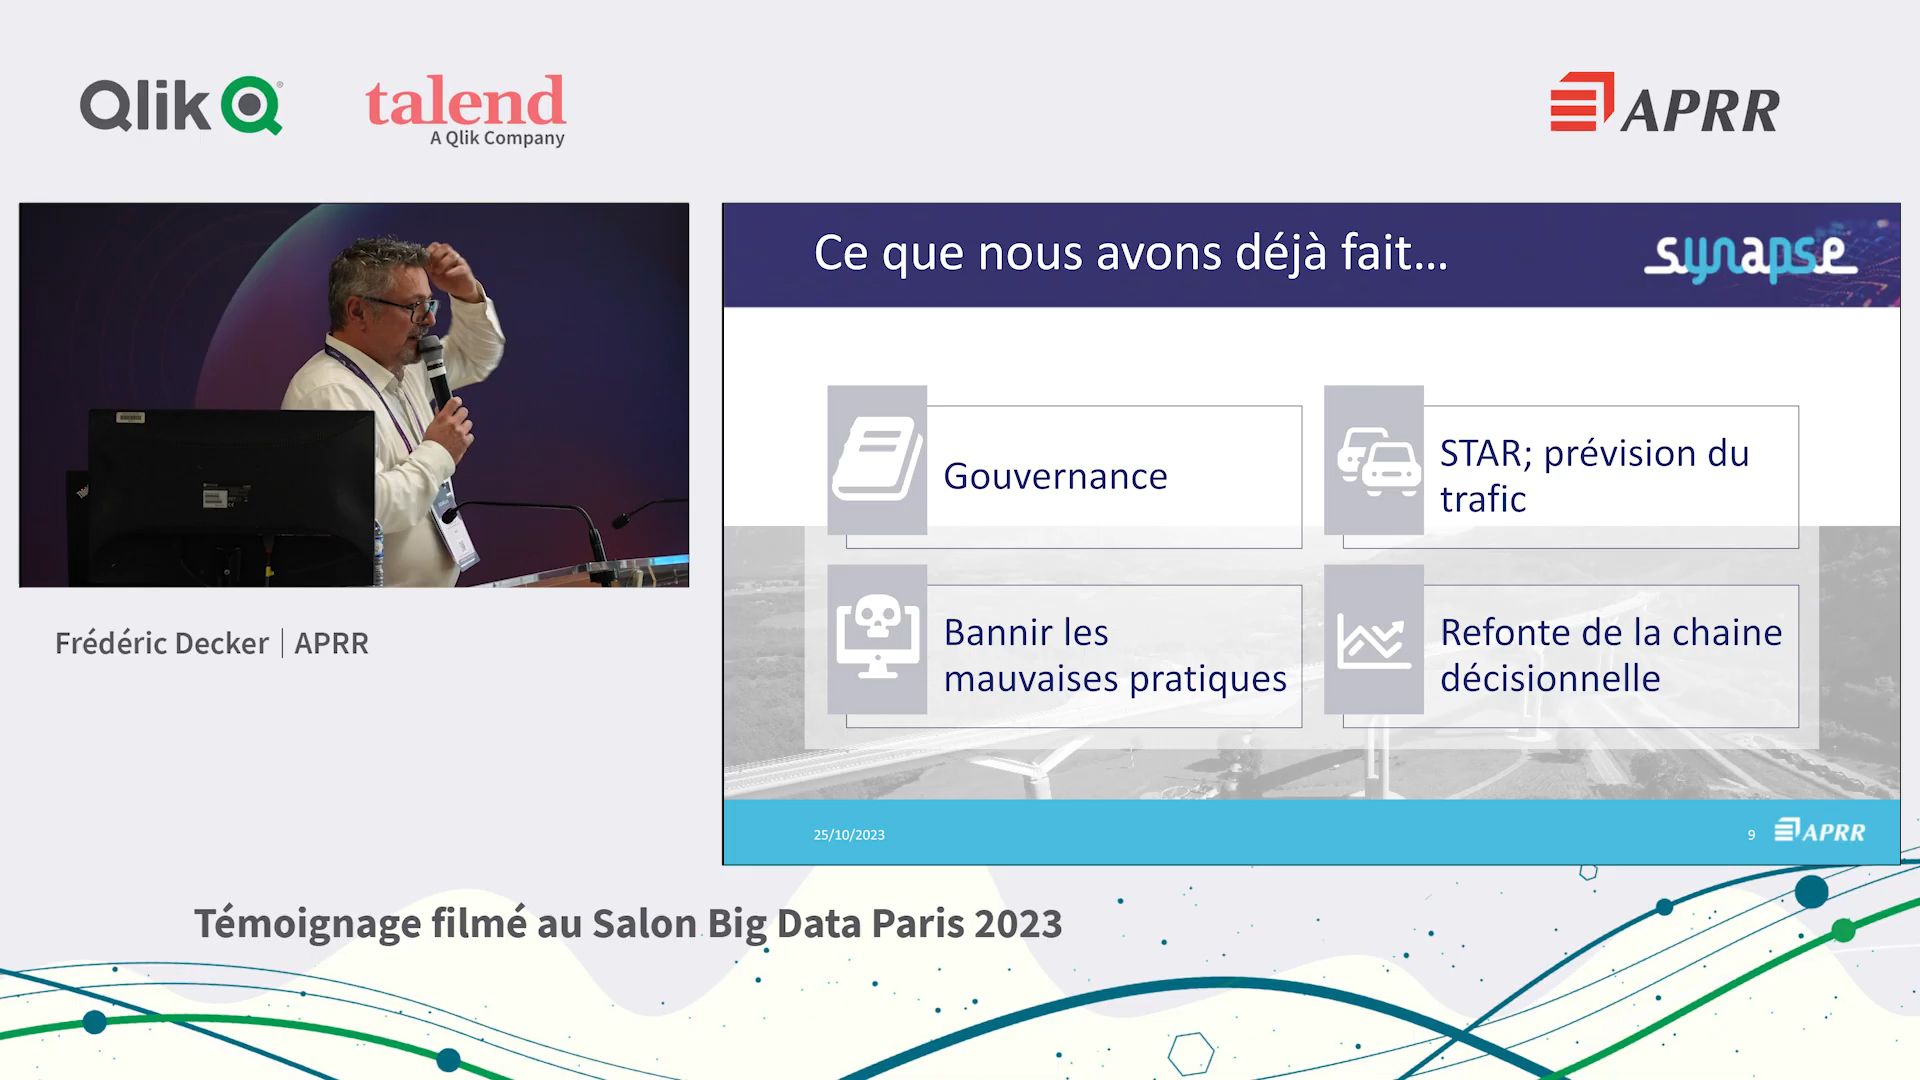 Qlik
talend
A Qlik Company
APRR
Ce que nous avons déjà fait...
synapse
Gouvernance
STAR; prévision du
trafic
Bannir les
mauvaises pratiques
Refonte de la chaine
décisionnelle
25/10/2023
9
APRR
Frédéric Decker | APRR
Témoignage filmé au Salon Big Data Paris 2023